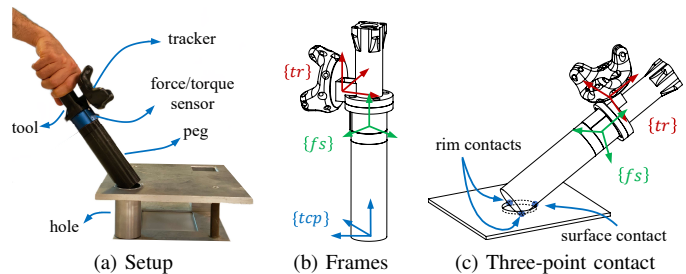 tracker
force/torque
sensor
tool
peg
hole
(a) Setup
{tr}
{fs}
{tcp}
(b) Frames
{tr}
{fs}
rim contacts
surface contact
(c) Three-point contact